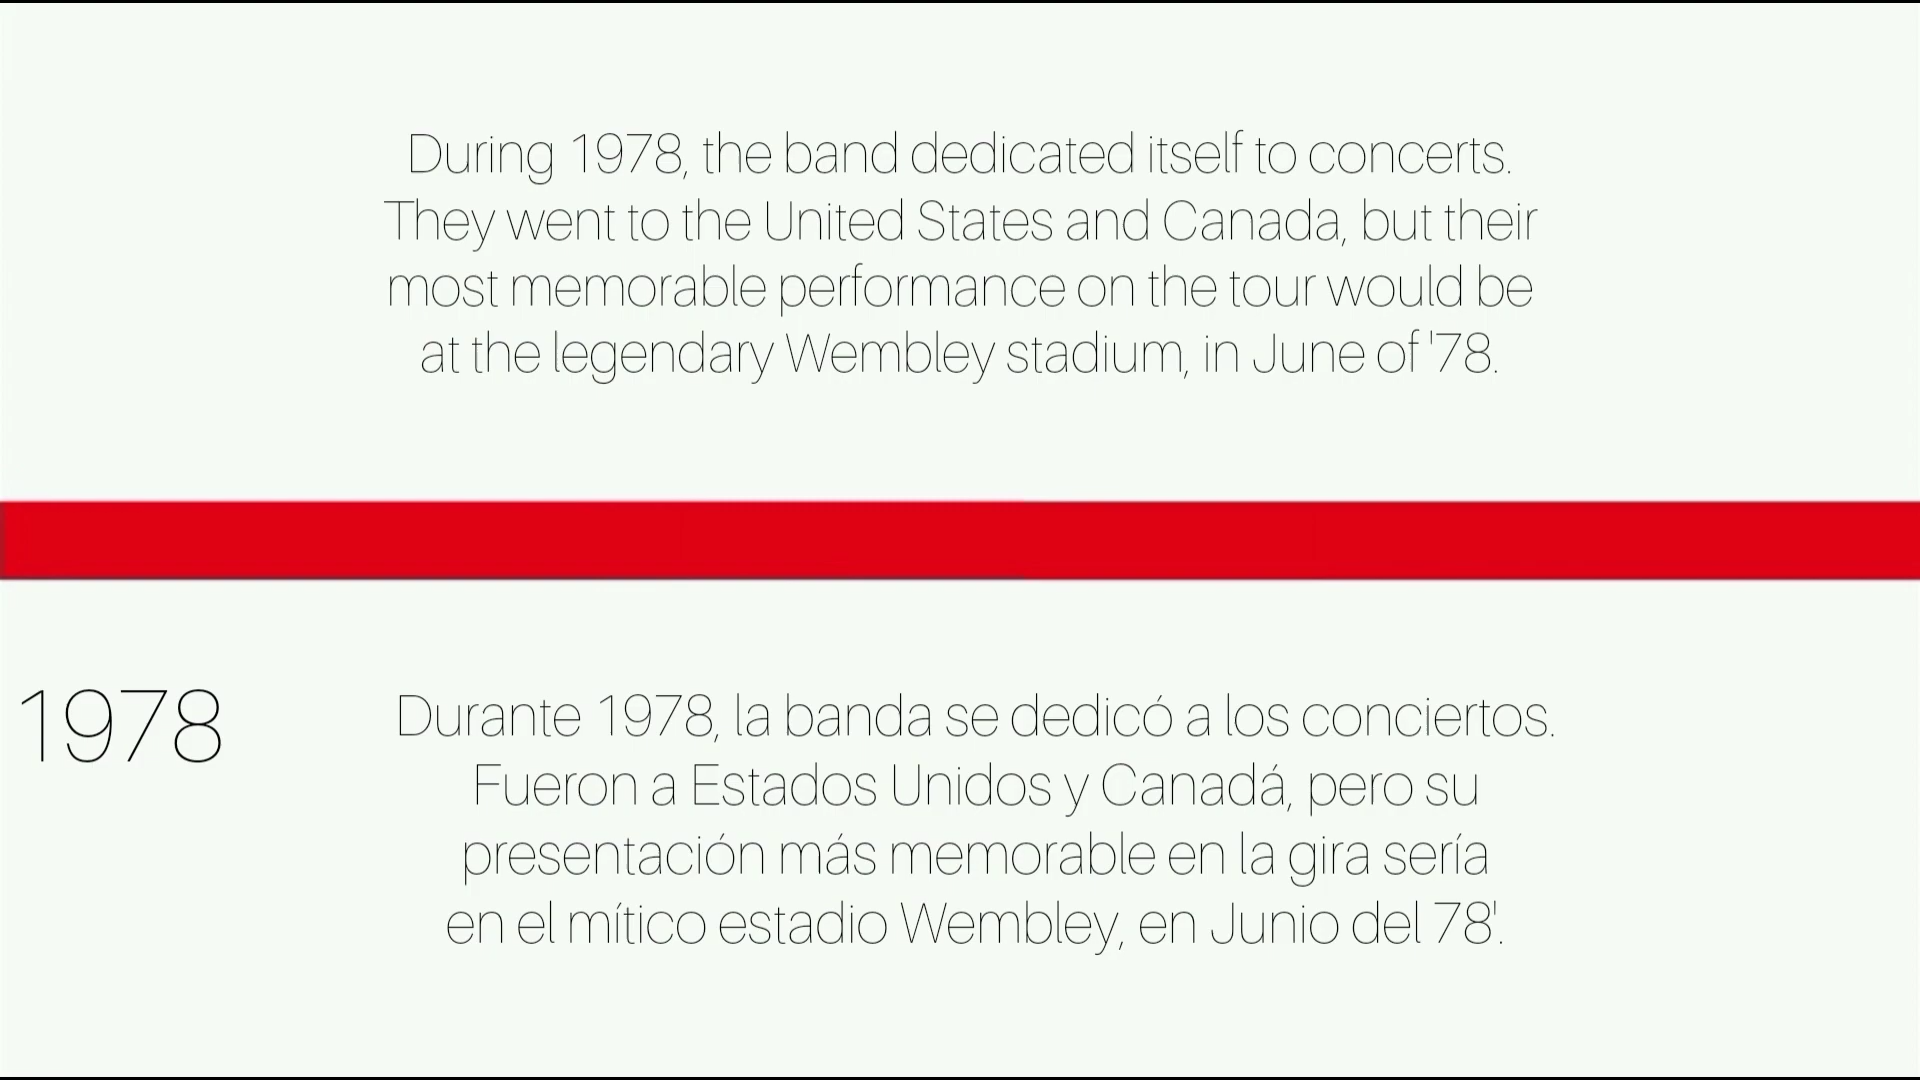 During 1978, the band dedicated itself to concerts.
They went to the United States and Canada, but their
most memorable performance on the tour would be
at the legendary Wembley stadium, in June of '78.
1978
Durante 1978, la banda se dedicó a los conciertos.
Fueron a Estados Unidos y Canadá, pero su
presentación más memorable en la gira sería
en el mítico estadio Wembley, en Junio del 78'.